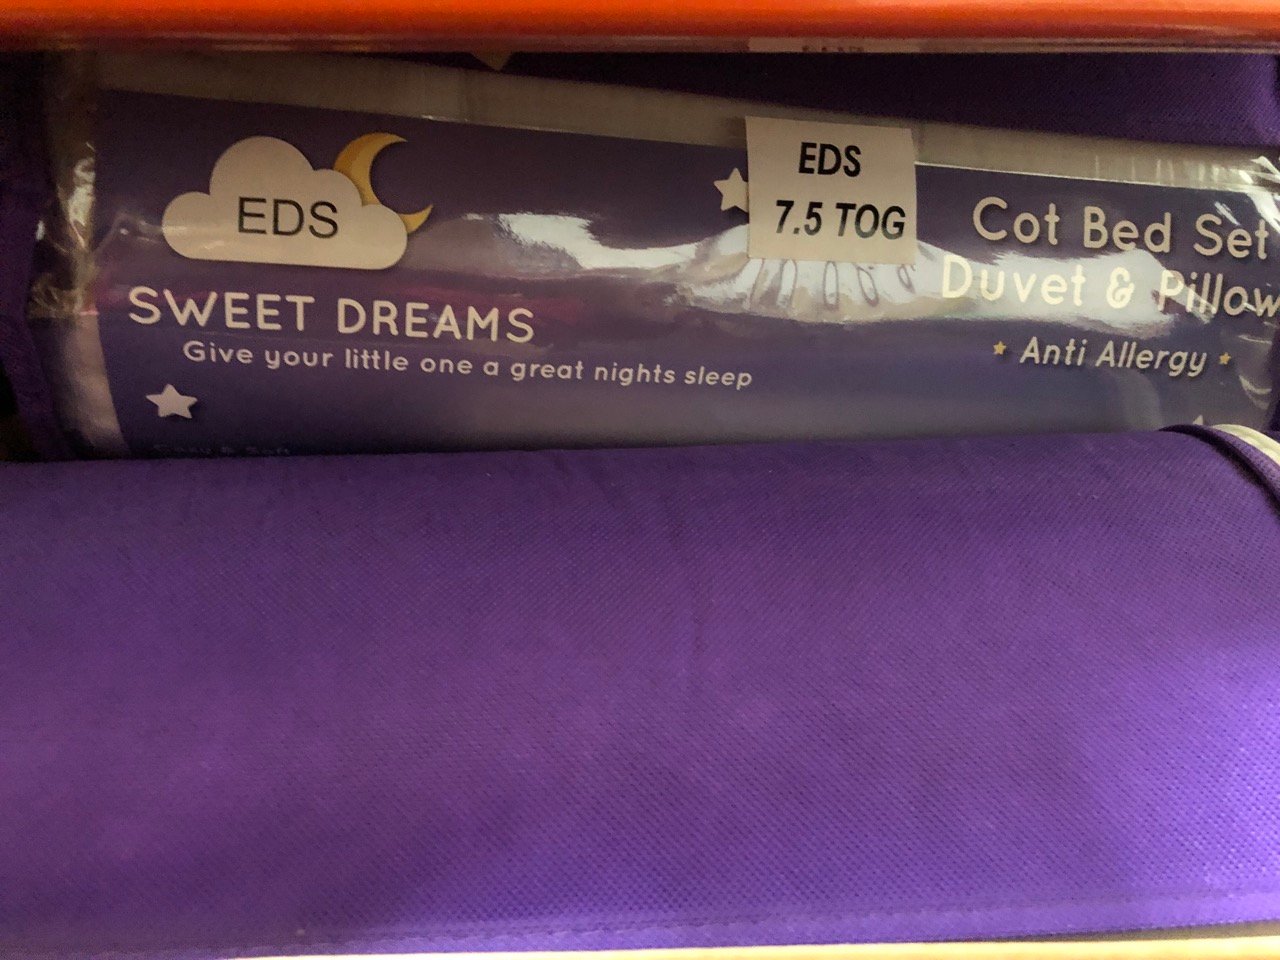 EDS
SWEET DREAMS
Give your little one a great nights sleep
EDS
7.5 TOG
Cot Bed Set
Duvet & Pillow
Anti Allergy